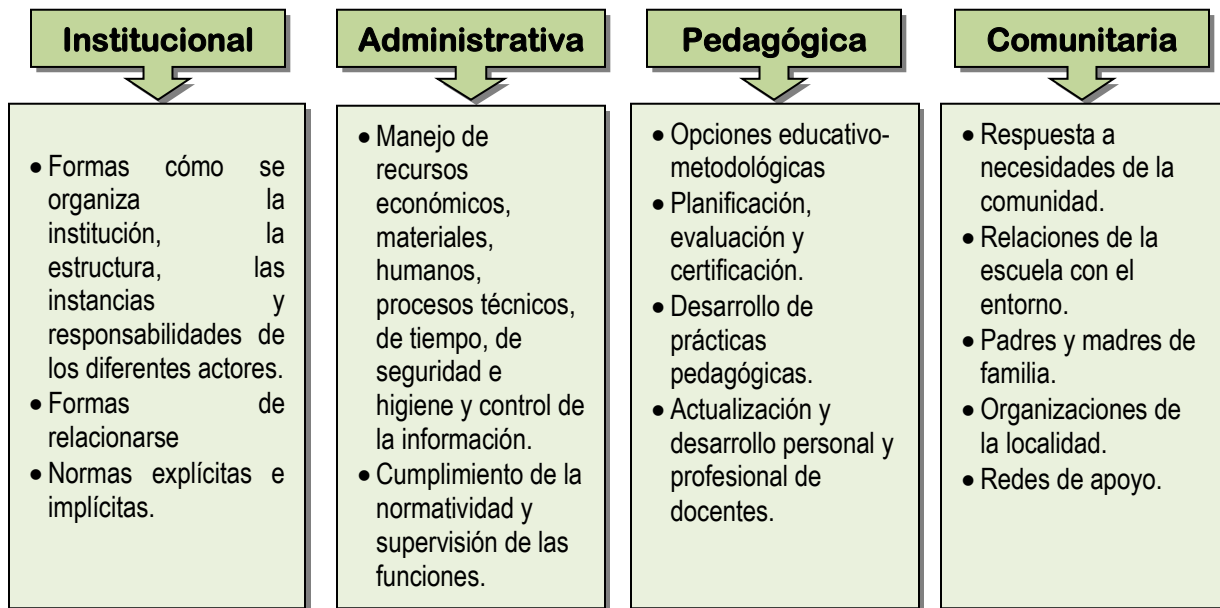 Institucional
• Formas cómo se
organiza la
institución, la
estructura, las
instancias y
responsabilidades de
los diferentes actores.
• Formas de
relacionarse
• Normas explícitas e
implícitas.
Administrativa
• Manejo de
recursos
económicos,
materiales,
humanos,
procesos técnicos,
de tiempo, de
seguridad e
higiene y control de
la información.
• Cumplimiento de la
normatividad y
supervisión de las
funciones.
Pedagógica
• Opciones educativo-
metodológicas
• Planificación,
evaluación y
certificación.
• Desarrollo de
prácticas
pedagógicas.
• Actualización y
desarrollo personal y
profesional de
docentes.
Comunitaria
• Respuesta a
necesidades de la
comunidad.
• Relaciones de la
escuela con el
entorno.
• Padres y madres de
familia.
• Organizaciones de
la localidad.
• Redes de apoyo.